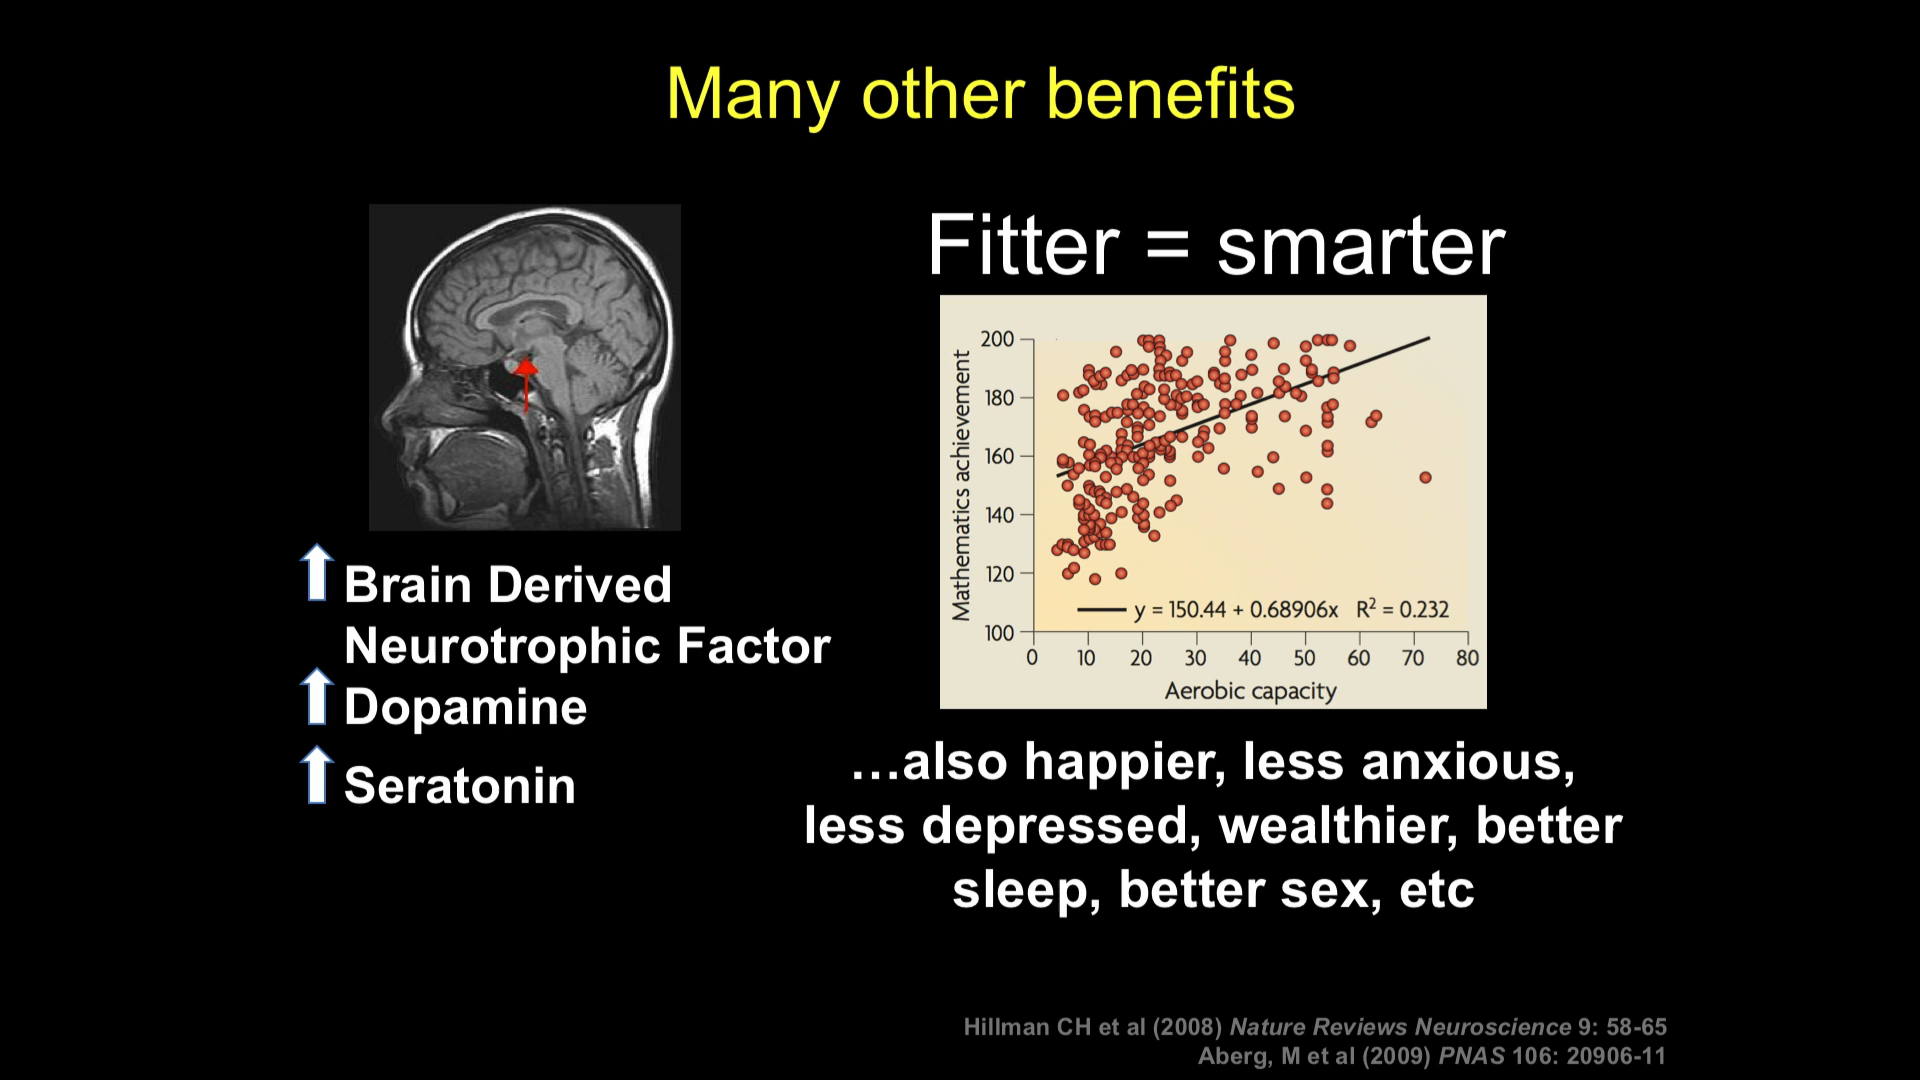 Many other benefits
Fitter = smarter
Brain Derived
Neurotrophic Factor
Dopamine
Seratonin
Mathematics achievement
200
180
160
140
120
100
y = 150.44 + 0.68906x R² = 0.232
0 10 20 30 40 50 60 70 80
Aerobic capacity
…also happier, less anxious,
less depressed, wealthier, better
sleep, better sex, etc
Hillman CH et al (2008) Nature Reviews Neuroscience 9: 58-65
Aberg, M et al (2009) PNAS 106: 20906-11